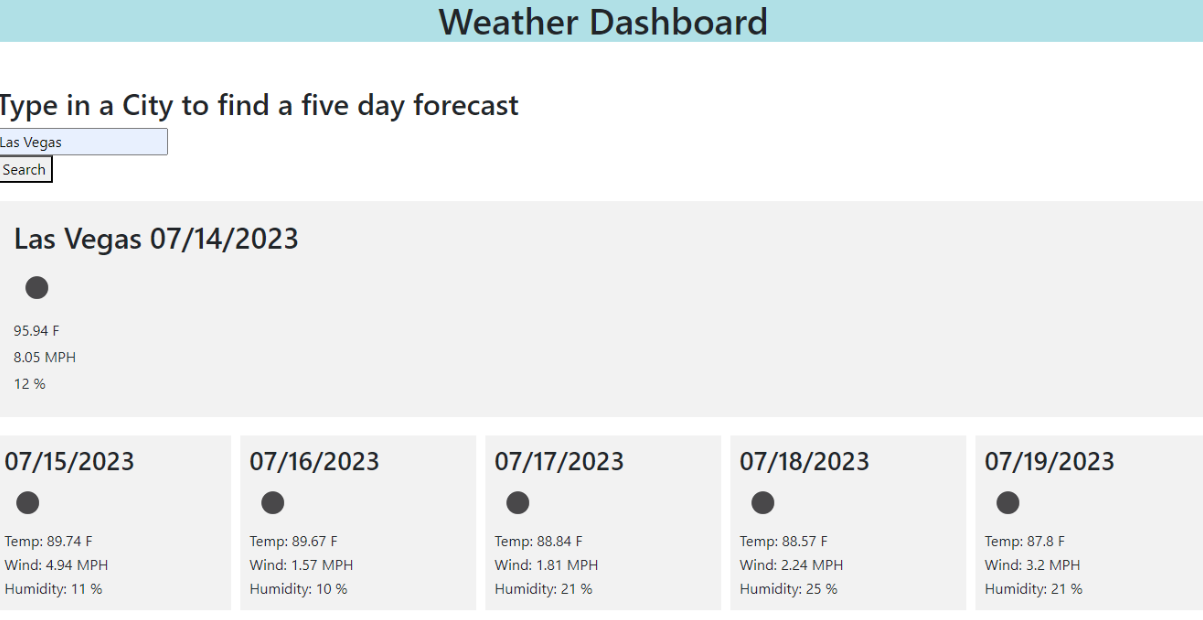 Weather Dashboard
Type in a City to find a five day forecast
Las Vegas
Search
Las Vegas 07/14/2023
95.94 F
8.05 MPH
12 %
07/15/2023
Temp: 89.74 F
Wind: 4.94 MPH
Humidity: 11 %
07/16/2023
Temp: 89.67 F
Wind: 1.57 MPH
Humidity: 10 %
07/17/2023
Temp: 88.84 F
Wind: 1.81 MPH
Humidity: 21 %
07/18/2023
Temp: 88.57 F
Wind: 2.24 MPH
Humidity: 25 %
07/19/2023
Temp: 87.8 F
Wind: 3.2 MPH
Humidity: 21 %